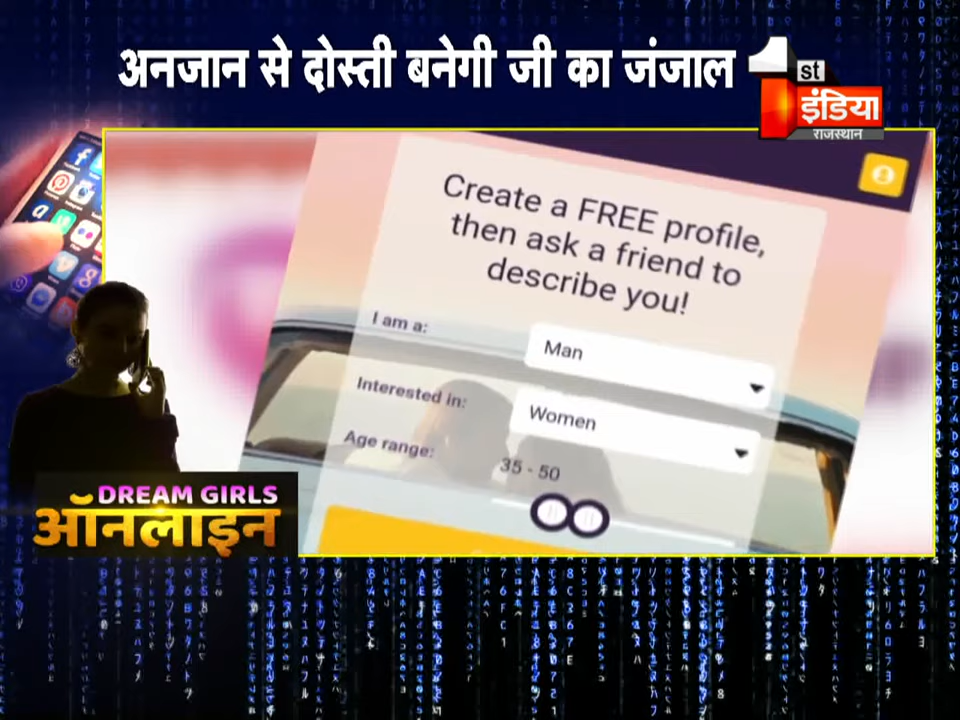 अनजान से दोस्ती बनेगी जी का जंजाल
1st
इंडिया
राजस्थान
Create a FREE profile,
then ask a friend to
describe you!
I am a:
Man
Interested in:
Women
Age range:
35 - 50
DREAM GIRLS
ऑनलाइन